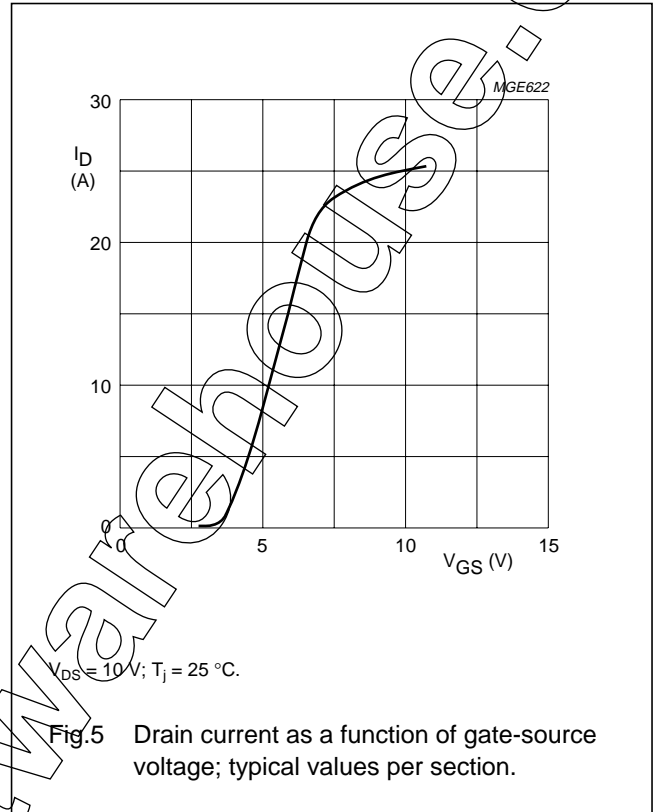 MGE622
30
I_D
(A)
20
10
0
0 5 10 15
V_GS (V)
V_DS = 10 V; T_j = 25 °C.
Fig.5 Drain current as a function of gate-source
voltage; typical values per section.
warehouse.